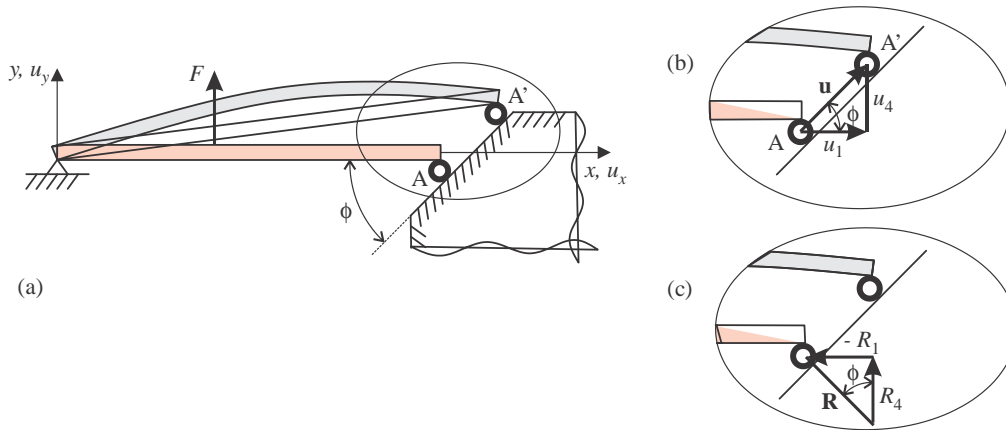 y, u_y
F
A'
A
x, u_x
ϕ
(a)
(b)
A'
u
ϕ
u_4
A
u_1
(c)
- R_1
ϕ
R
R_4